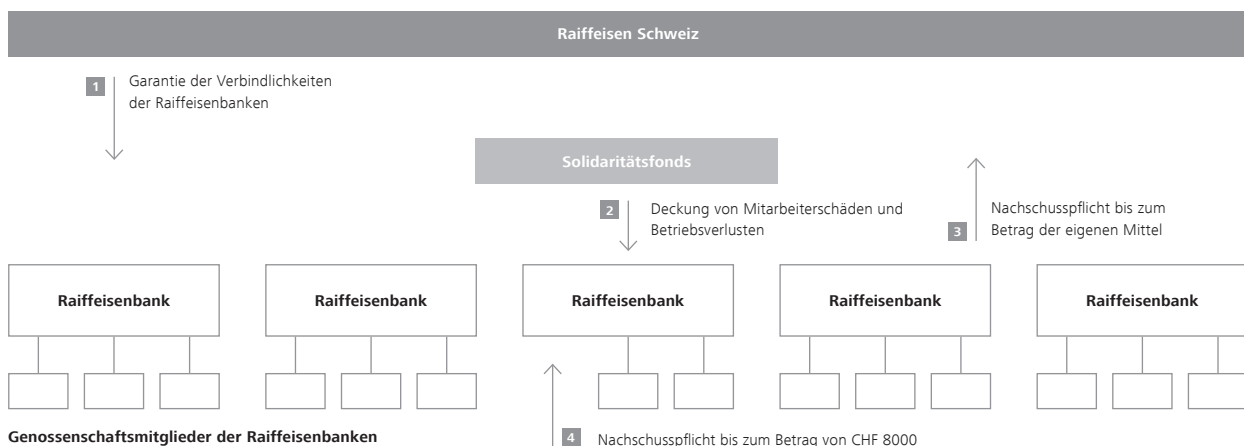 Raiffeisen Schweiz
1
Garantie der Verbindlichkeiten
der Raiffeisenbanken
Solidaritätsfonds
2
Deckung von Mitarbeiterschäden und
Betriebsverlusten
3
Nachschusspflicht bis zum
Betrag der eigenen Mittel
Raiffeisenbank
Raiffeisenbank
Raiffeisenbank
Raiffeisenbank
Raiffeisenbank
Genossenschaftsmitglieder der Raiffeisenbanken
4
Nachschusspflicht bis zum Betrag von CHF 8000